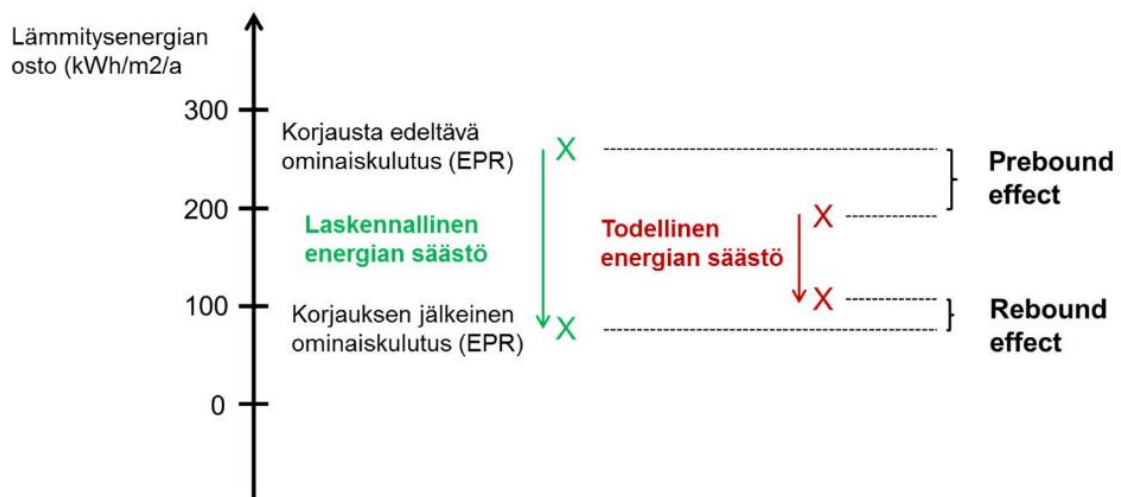 Lämmitysenergian
osto (kWh/m2/a
300
Korjausta edeltävä
ominaiskulutus (EPR)
X
Prebound
effect
200
X
Laskennallinen
energian säästö
Todellinen
energian säästö
100
X
Korjauksen jälkeinen
ominaiskulutus (EPR)
X
Rebound
effect
0